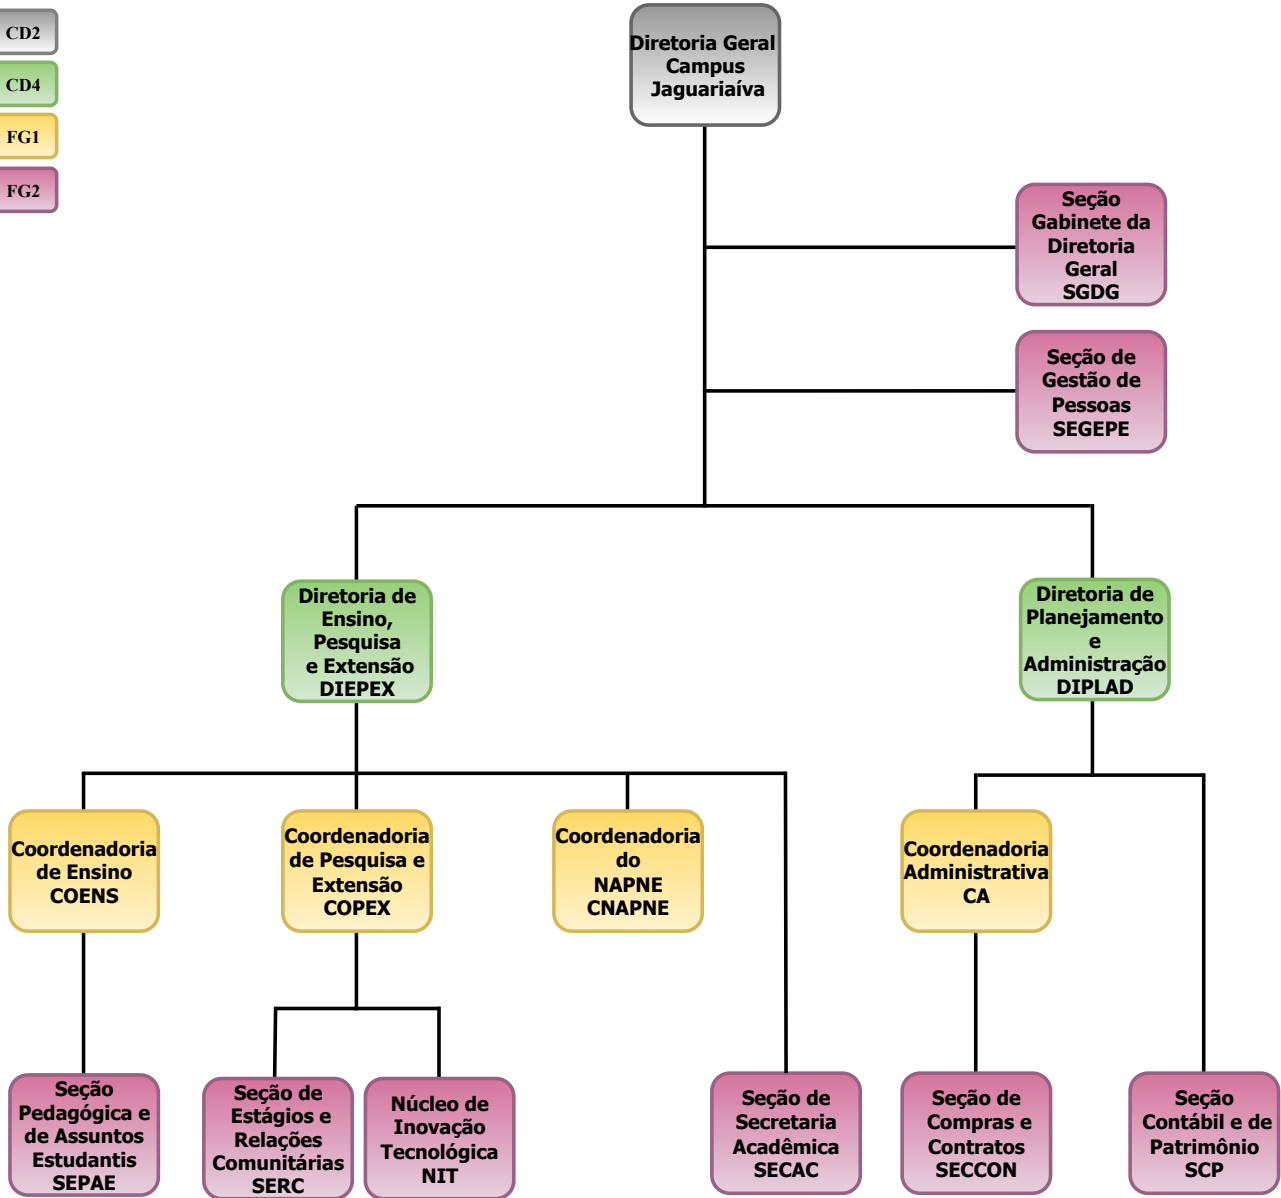 CD2
CD4
FG1
FG2
Diretoria Geral
Campus
Jaguariaíva
Seção
Gabinete da
Diretoria
Geral
SGDG
Seção de
Gestão de
Pessoas
SEGEPE
Diretoria de
Ensino,
Pesquisa
e Extensão
DIEPEX
Diretoria de
Planejamento
e
Administração
DIPLAD
Coordenadoria
de Ensino
COENS
Coordenadoria
de Pesquisa e
Extensão
COPEX
Coordenadoria
do
NAPNE
CNAPNE
Coordenadoria
Administrativa
CA
Seção
Pedagógica e
de Assuntos
Estudantis
SEPAE
Seção de
Estágios e
Relações
Comunitárias
SERC
Núcleo de
Inovação
Tecnológica
NIT
Seção de
Secretaria
Acadêmica
SECAC
Seção de
Compras e
Contratos
SECCON
Seção
Contábil e de
Patrimônio
SCP